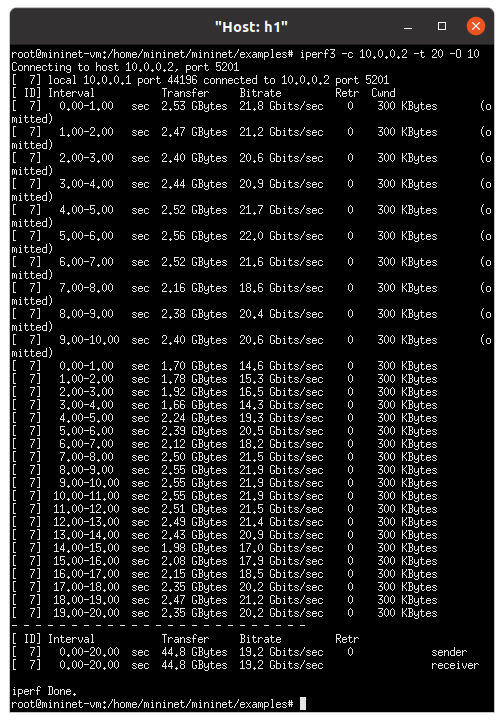 "Host: h1"
root@mininet-vm:/home/mininet/mininet/examples# iperf3 -c 10.0.0.2 -t 20 -O 10
Connecting to host 10.0.0.2, port 5201
[  7] local 10.0.0.1 port 44196 connected to 10.0.0.2 port 5201
[ ID] Interval           Transfer     Bitrate         Retr  Cwnd
[  7]   0.00-1.00   sec  2.53 GBytes  21.8 Gbits/sec    0    300 KBytes       (o
mitted)
[  7]   1.00-2.00   sec  2.47 GBytes  21.2 Gbits/sec    0    300 KBytes       (o
mitted)
[  7]   2.00-3.00   sec  2.40 GBytes  20.6 Gbits/sec    0    300 KBytes       (o
mitted)
[  7]   3.00-4.00   sec  2.44 GBytes  20.9 Gbits/sec    0    300 KBytes       (o
mitted)
[  7]   4.00-5.00   sec  2.52 GBytes  21.7 Gbits/sec    0    300 KBytes       (o
mitted)
[  7]   5.00-6.00   sec  2.56 GBytes  22.0 Gbits/sec    0    300 KBytes       (o
mitted)
[  7]   6.00-7.00   sec  2.52 GBytes  21.6 Gbits/sec    0    300 KBytes       (o
mitted)
[  7]   7.00-8.00   sec  2.16 GBytes  18.6 Gbits/sec    0    300 KBytes       (o
mitted)
[  7]   8.00-9.00   sec  2.38 GBytes  20.4 Gbits/sec    0    300 KBytes       (o
mitted)
[  7]   9.00-10.00  sec  2.40 GBytes  20.6 Gbits/sec    0    300 KBytes       (o
mitted)
[  7]   0.00-1.00   sec  1.70 GBytes  14.6 Gbits/sec    0    300 KBytes
[  7]   1.00-2.00   sec  1.78 GBytes  15.3 Gbits/sec    0    300 KBytes
[  7]   2.00-3.00   sec  1.92 GBytes  16.5 Gbits/sec    0    300 KBytes
[  7]   3.00-4.00   sec  1.66 GBytes  14.3 Gbits/sec    0    300 KBytes
[  7]   4.00-5.00   sec  2.24 GBytes  19.3 Gbits/sec    0    300 KBytes
[  7]   5.00-6.00   sec  2.39 GBytes  20.5 Gbits/sec    0    300 KBytes
[  7]   6.00-7.00   sec  2.12 GBytes  18.2 Gbits/sec    0    300 KBytes
[  7]   7.00-8.00   sec  2.50 GBytes  21.5 Gbits/sec    0    300 KBytes
[  7]   8.00-9.00   sec  2.55 GBytes  21.9 Gbits/sec    0    300 KBytes
[  7]   9.00-10.00  sec  2.55 GBytes  21.9 Gbits/sec    0    300 KBytes
[  7]  10.00-11.00  sec  2.55 GBytes  21.9 Gbits/sec    0    300 KBytes
[  7]  11.00-12.00  sec  2.51 GBytes  21.5 Gbits/sec    0    300 KBytes
[  7]  12.00-13.00  sec  2.49 GBytes  21.4 Gbits/sec    0    300 KBytes
[  7]  13.00-14.00  sec  2.43 GBytes  20.9 Gbits/sec    0    300 KBytes
[  7]  14.00-15.00  sec  1.98 GBytes  17.0 Gbits/sec    0    300 KBytes
[  7]  15.00-16.00  sec  2.08 GBytes  17.9 Gbits/sec    0    300 KBytes
[  7]  16.00-17.00  sec  2.15 GBytes  18.5 Gbits/sec    0    300 KBytes
[  7]  17.00-18.00  sec  2.35 GBytes  20.2 Gbits/sec    0    300 KBytes
[  7]  18.00-19.00  sec  2.47 GBytes  21.2 Gbits/sec    0    300 KBytes
[  7]  19.00-20.00  sec  2.35 GBytes  20.2 Gbits/sec    0    300 KBytes
- - - - - - - - - - - - - - - - - - - - - - - - -
[ ID] Interval           Transfer     Bitrate         Retr
[  7]   0.00-20.00  sec  44.8 GBytes  19.2 Gbits/sec    0             sender
[  7]   0.00-20.00  sec  44.8 GBytes  19.2 Gbits/sec                  receiver
iperf Done.
root@mininet-vm:/home/mininet/mininet/examples#